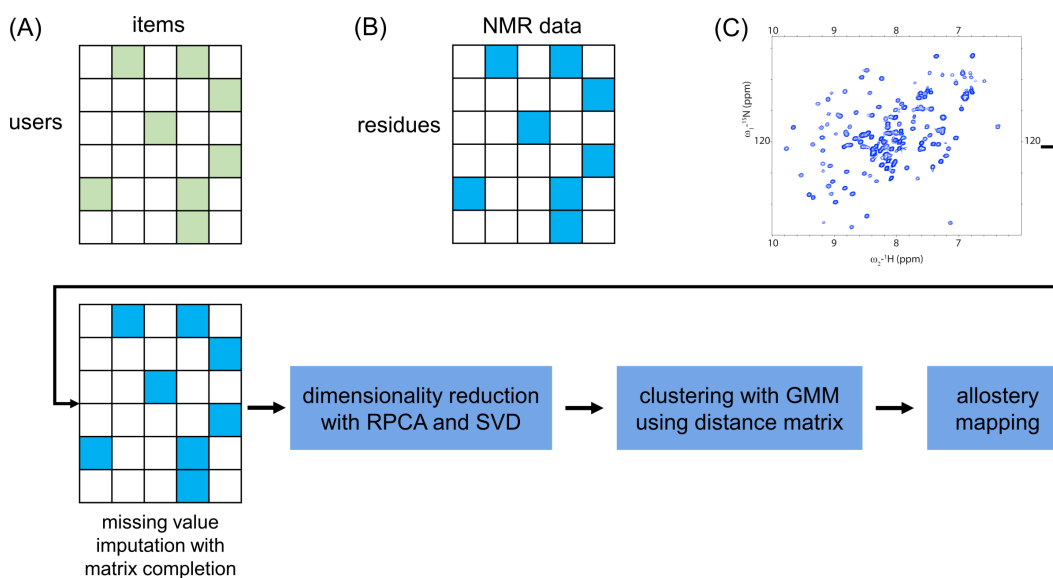 (A)
items
users
(B)
NMR data
residues
(C)
10 9 8 7
ω₁-¹⁵N (ppm)
120
120
10 9 8 7
ω₂-¹H (ppm)
missing value
imputation with
matrix completion
dimensionality reduction
with RPCA and SVD
clustering with GMM
using distance matrix
allostery
mapping